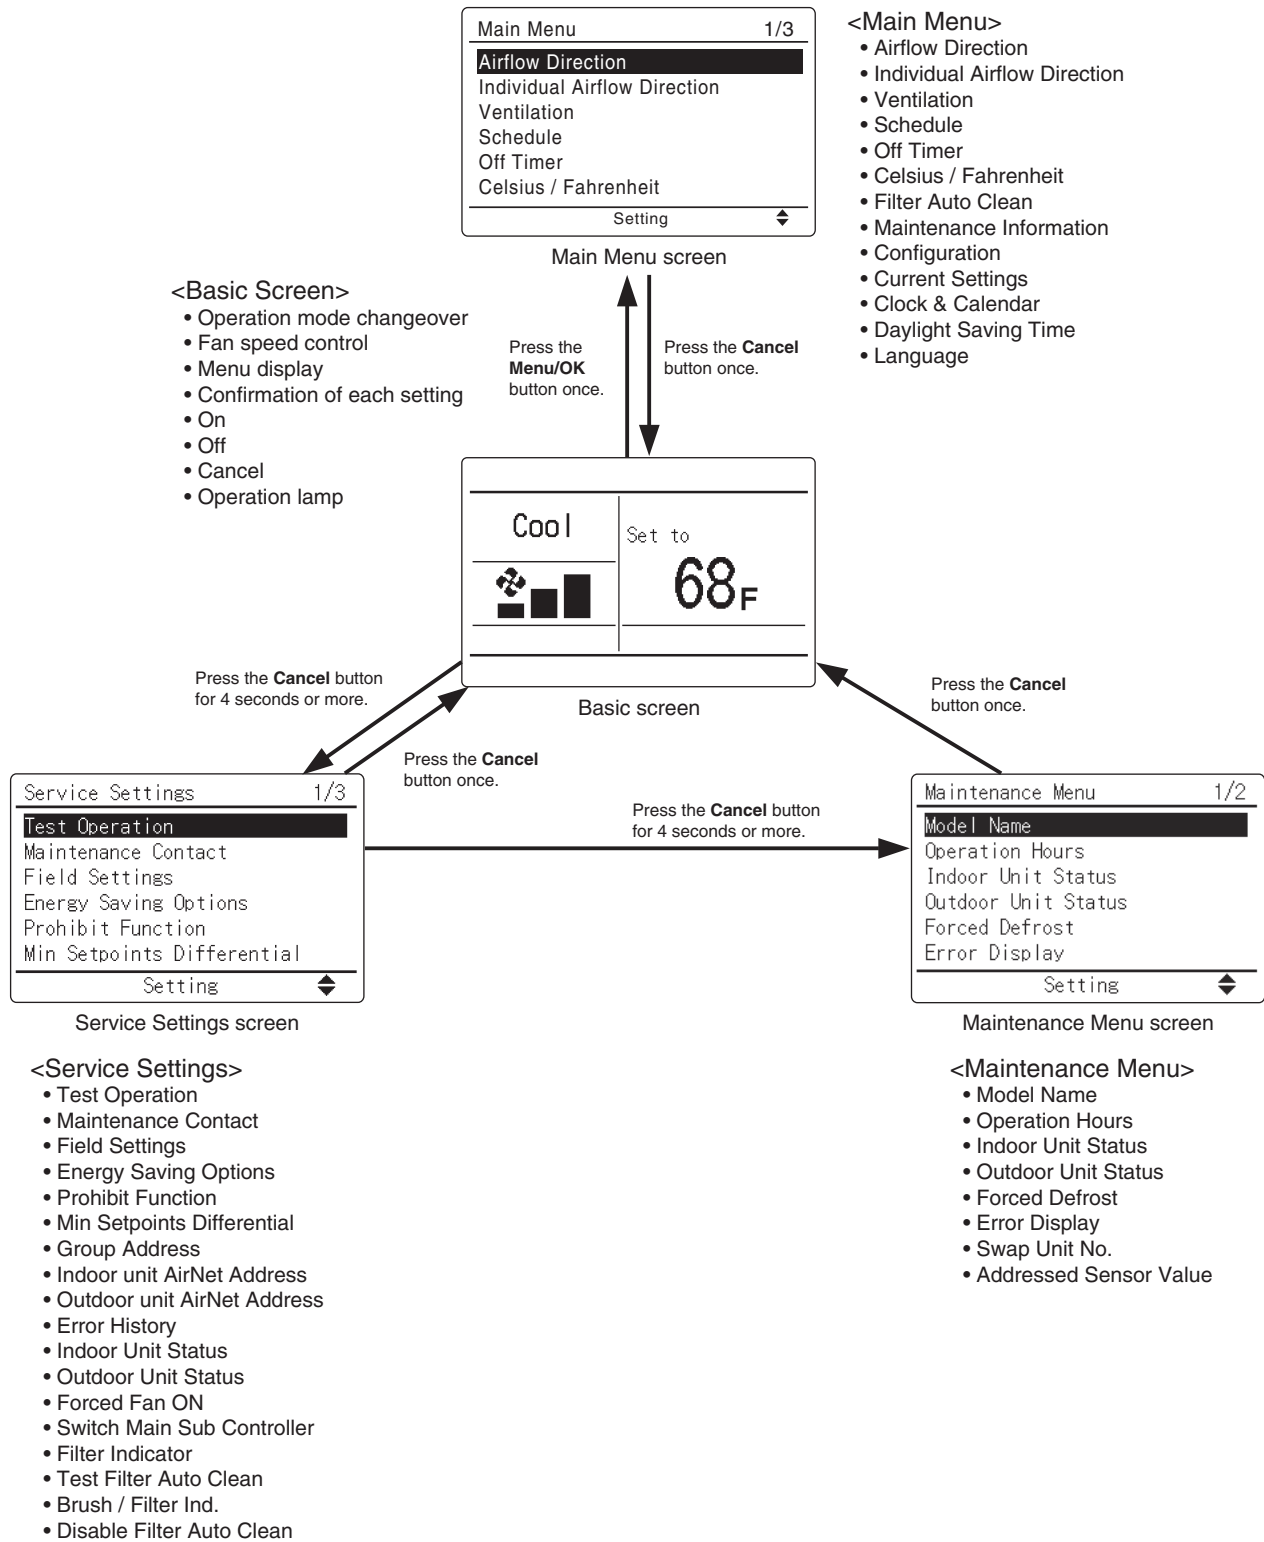 Main Menu 1/3
Airflow Direction
Individual Airflow Direction
Ventilation
Schedule
Off Timer
Celsius / Fahrenheit
Setting
Main Menu screen
<Main Menu>
• Airflow Direction
• Individual Airflow Direction
• Ventilation
• Schedule
• Off Timer
• Celsius / Fahrenheit
• Filter Auto Clean
• Maintenance Information
• Configuration
• Current Settings
• Clock & Calendar
• Daylight Saving Time
• Language
<Basic Screen>
• Operation mode changeover
• Fan speed control
• Menu display
• Confirmation of each setting
• On
• Off
• Cancel
• Operation lamp
Press the
Menu/OK
button once.
Press the Cancel
button once.
Cool
Set to
68F
Basic screen
Press the Cancel button
for 4 seconds or more.
Press the Cancel
button once.
Press the Cancel
button once.
Press the Cancel button
for 4 seconds or more.
Service Settings 1/3
Test Operation
Maintenance Contact
Field Settings
Energy Saving Options
Prohibit Function
Min Setpoints Differential
Setting
Service Settings screen
Maintenance Menu 1/2
Model Name
Operation Hours
Indoor Unit Status
Outdoor Unit Status
Forced Defrost
Error Display
Setting
Maintenance Menu screen
<Service Settings>
• Test Operation
• Maintenance Contact
• Field Settings
• Energy Saving Options
• Prohibit Function
• Min Setpoints Differential
• Group Address
• Indoor unit AirNet Address
• Outdoor unit AirNet Address
• Error History
• Indoor Unit Status
• Outdoor Unit Status
• Forced Fan ON
• Switch Main Sub Controller
• Filter Indicator
• Test Filter Auto Clean
• Brush / Filter Ind.
• Disable Filter Auto Clean
<Maintenance Menu>
• Model Name
• Operation Hours
• Indoor Unit Status
• Outdoor Unit Status
• Forced Defrost
• Error Display
• Swap Unit No.
• Addressed Sensor Value